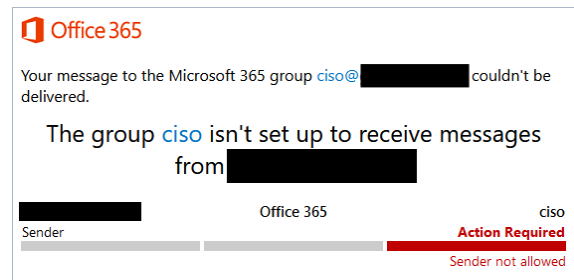 Office 365
Your message to the Microsoft 365 group ciso@ couldn't be
delivered.
The group ciso isn't set up to receive messages
from
Office 365 ciso
Sender Action Required
Sender not allowed